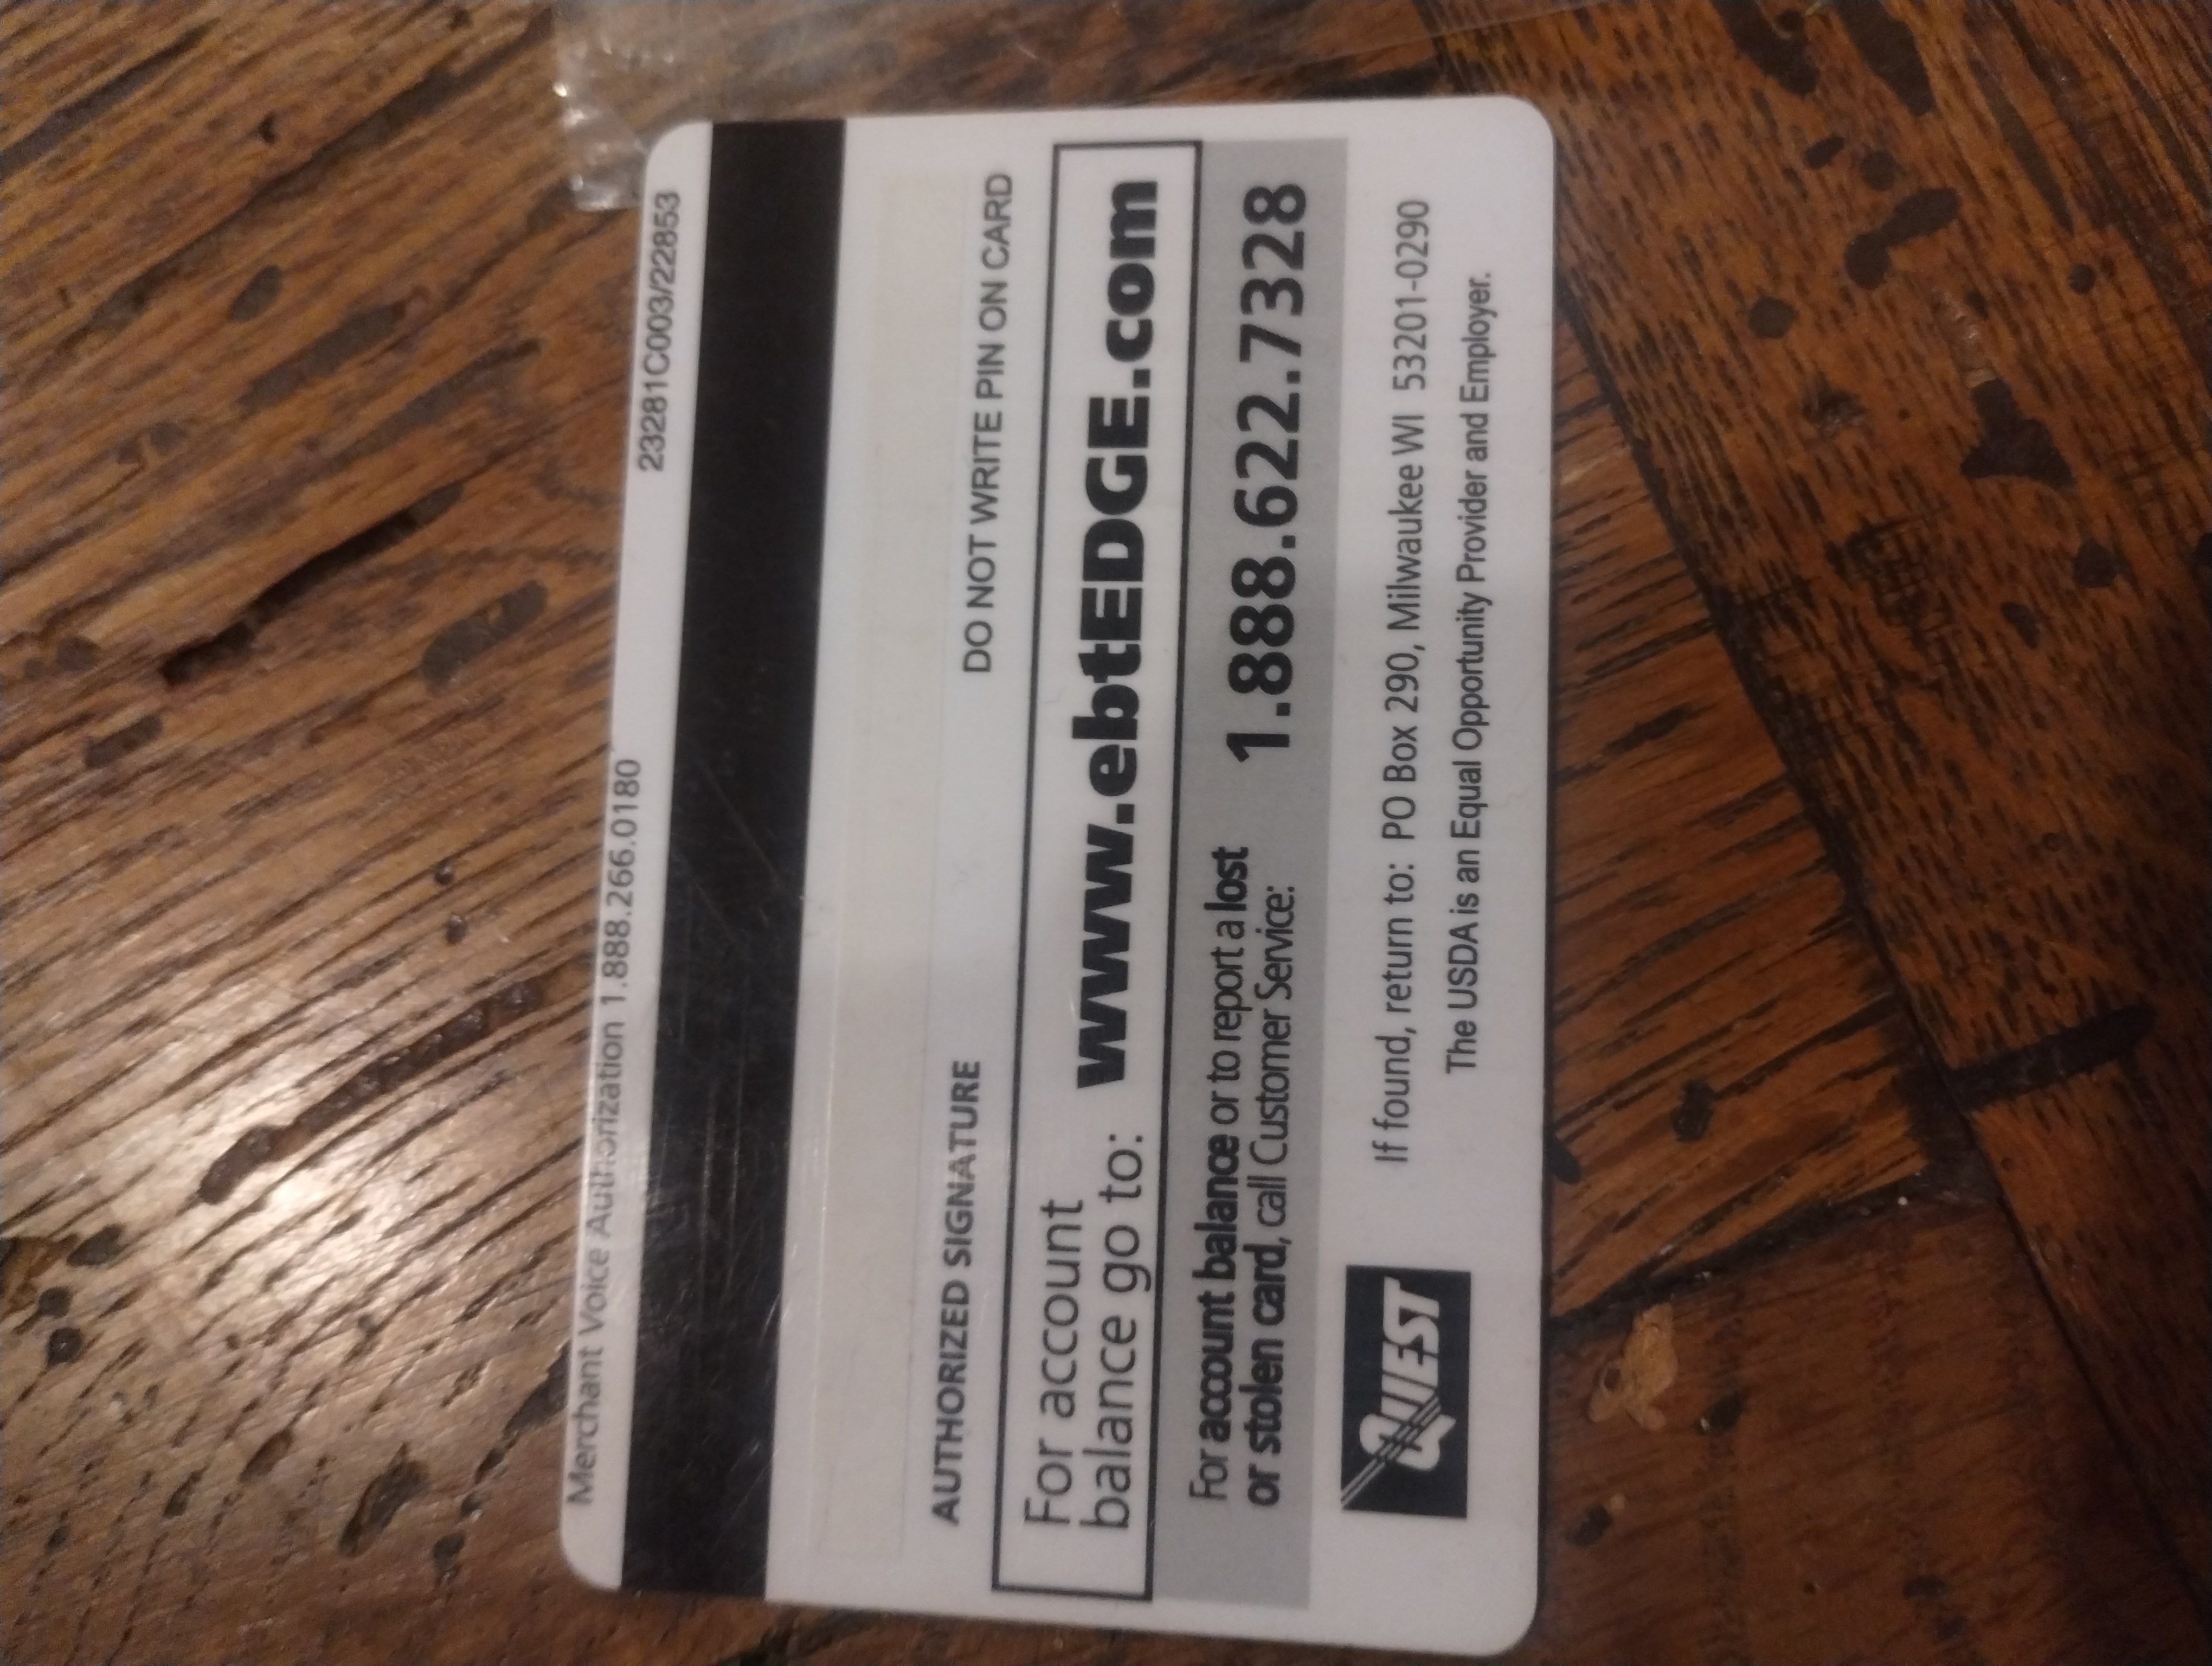 Merchant Voice Authorization 1.888.266.0180 23281C003/22853
AUTHORIZED SIGNATURE DO NOT WRITE PIN ON CARD
For account
balance go to: www.ebtEDGE.com
For account balance or to report a lost
or stolen card, call Customer Service: 1.888.622.7328
QUEST
If found, return to: PO Box 290, Milwaukee WI 53201-0290
The USDA is an Equal Opportunity Provider and Employer.